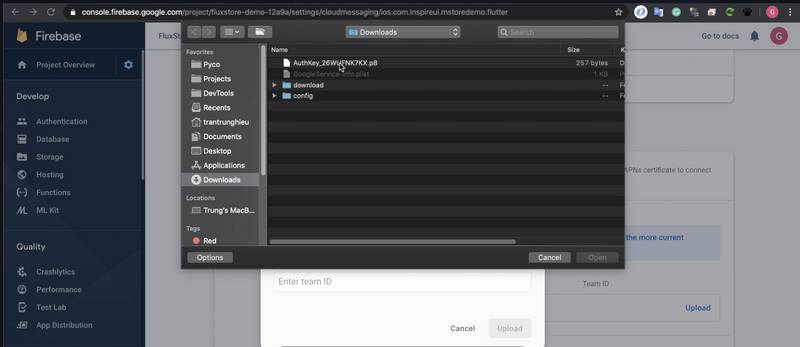 console.firebase.google.com/project/fluxstore-demo-12a9a/settings/cloudmessaging/ios:com.inspireui.mstoredemo.flutter
G
Firebase
FluxSt
Go to docs
G
Downloads
Search
Project Overview
Develop
Authentication
Database
Storage
Hosting
Functions
ML Kit
Quality
Crashlytics
Performance
Test Lab
App Distribution
Favorites
Pyco
Projects
DevTools
Recents
trantrunghieu
Documents
Desktop
Applications
Downloads
Locations
Trung's MacB...
Tags
Red
Name
Size
K
GoogleService-Info.plist
257 bytes
D
1 KB
download
--
Fo
config
--
Fo
Options
Cancel
Open
APNs certificate to connect
the more current
Team ID
Upload
Enter team ID
Cancel
Upload